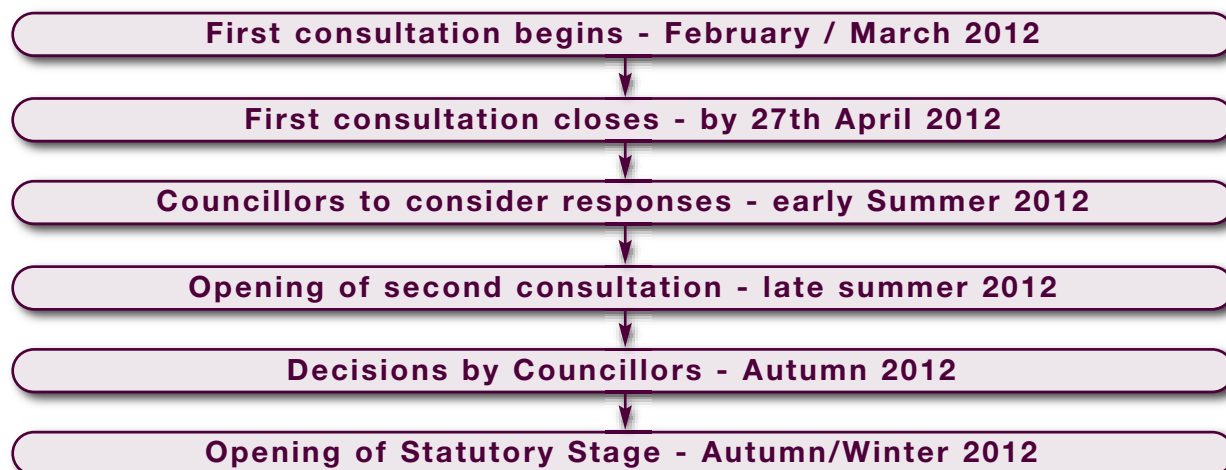 First consultation begins - February / March 2012
First consultation closes - by 27th April 2012
Councillors to consider responses - early Summer 2012
Opening of second consultation - late summer 2012
Decisions by Councillors - Autumn 2012
Opening of Statutory Stage - Autumn/Winter 2012